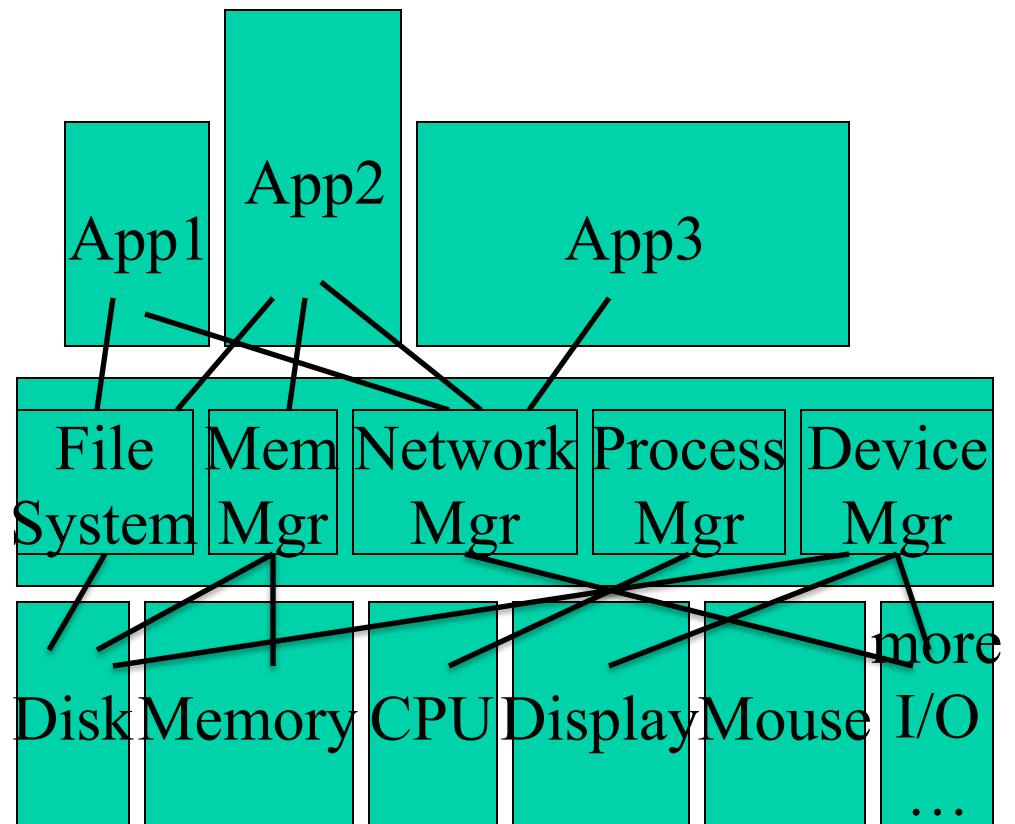 App1
App2
App3
File
System
Mem
Mgr
Network
Mgr
Process
Mgr
Device
Mgr
Disk
Memory
CPU
Display
Mouse
more
I/O
…